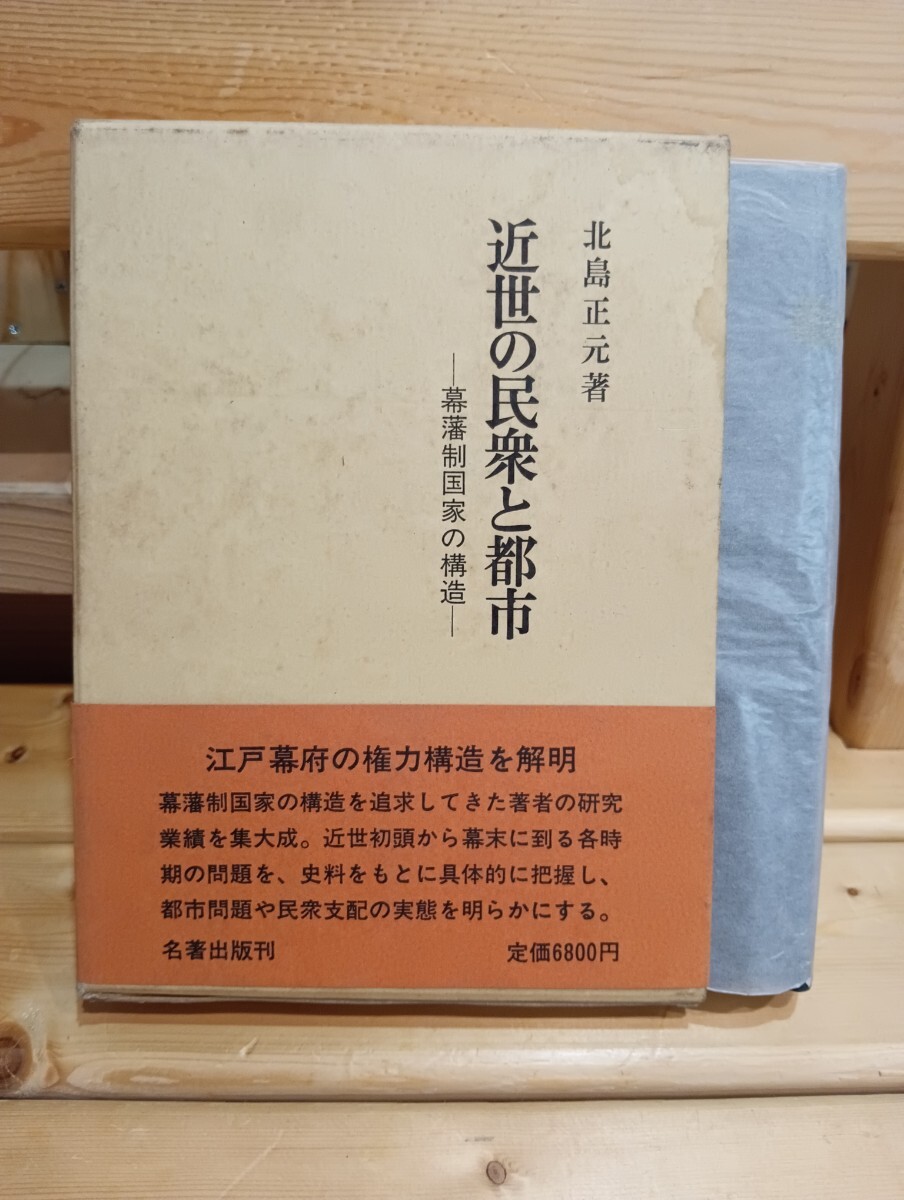 北島正元著
近世の民衆と都市
―幕藩制国家の構造―
江戸幕府の権力構造を解明
幕藩制国家の構造を追求してきた著者の研究
業績を集大成。近世初頭から幕末に到る各時
期の問題を、史料をもとに具体的に把握し、
都市問題や民衆支配の実態を明らかにする。
名著出版刊 定価6800円